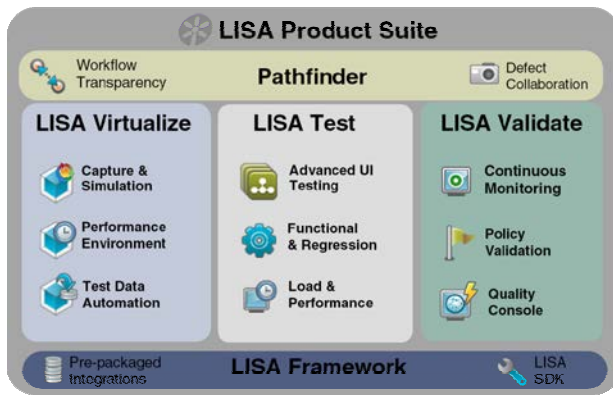 LISA Product Suite
Workflow
Transparency
Pathfinder
Defect
Collaboration
LISA Virtualize
Capture &
Simulation
Performance
Environment
Test Data
Automation
LISA Test
Advanced UI
Testing
Functional
& Regression
Load &
Performance
LISA Validate
Continuous
Monitoring
Policy
Validation
Quality
Console
Pre-packaged
Integrations
LISA Framework
LISA
SDK